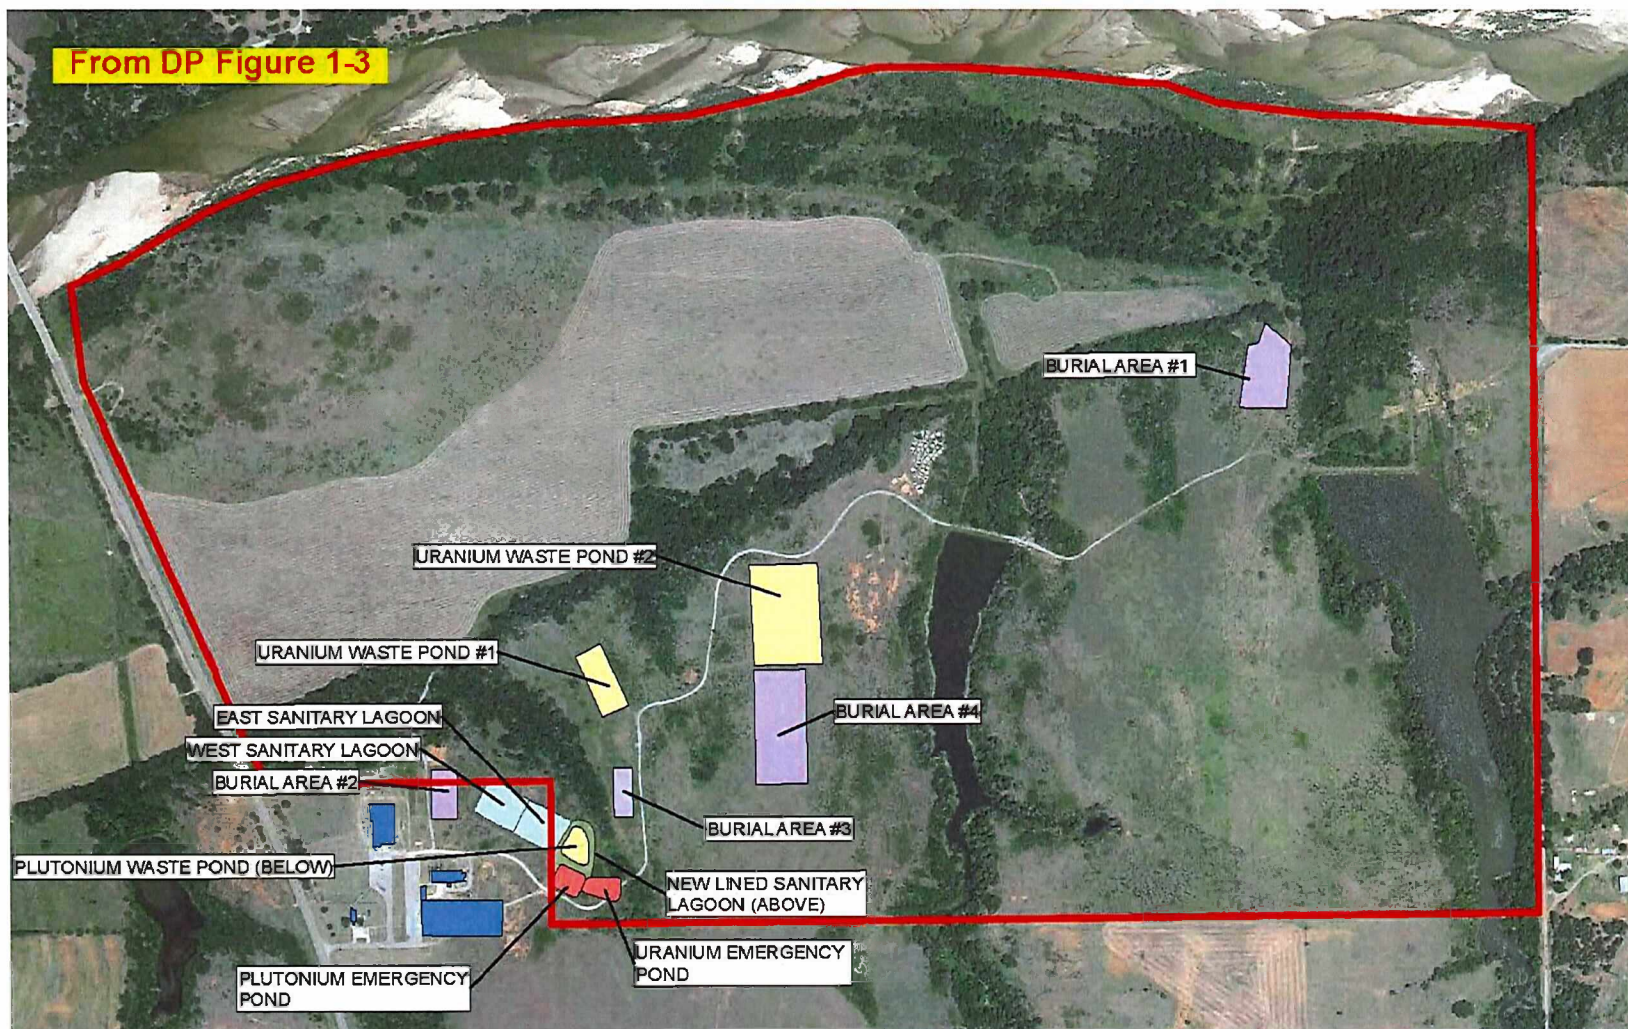 From DP Figure 1-3
BURIAL AREA #1
URANIUM WASTE POND #2
URANIUM WASTE POND #1
EAST SANITARY LAGOON
WEST SANITARY LAGOON
BURIAL AREA #2
BURIAL AREA #4
BURIAL AREA #3
PLUTONIUM WASTE POND (BELOW)
NEW LINED SANITARY
LAGOON (ABOVE)
URANIUM EMERGENCY
POND
PLUTONIUM EMERGENCY
POND